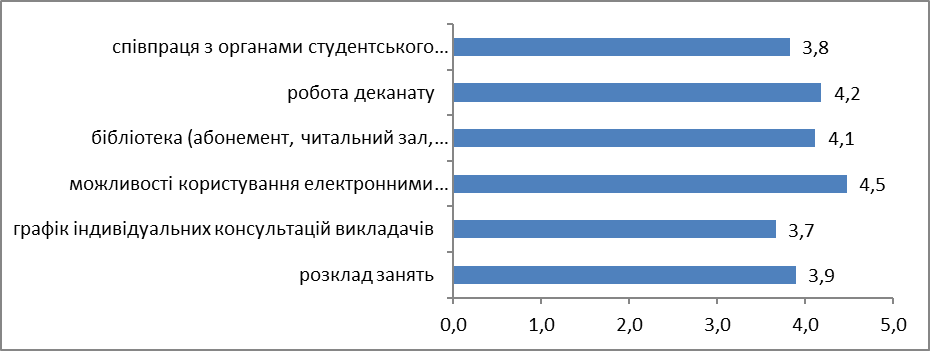 співпраця з органами студентського... 3,8
робота деканату 4,2
бібліотека (абонемент, читальний зал,... 4,1
можливості користування електронними... 4,5
графік індивідуальних консультацій викладачів 3,7
розклад занять 3,9
0,0 1,0 2,0 3,0 4,0 5,0